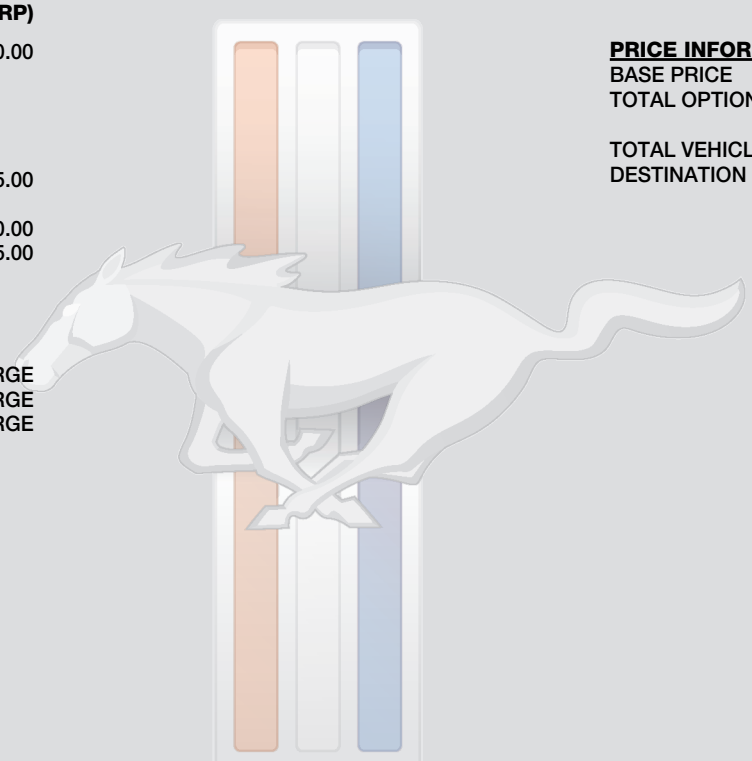 RP)
0.00
5.00
0.00
5.00
RGE
RGE
RGE
PRICE INFOR
BASE PRICE
TOTAL OPTION
TOTAL VEHICL
DESTINATION